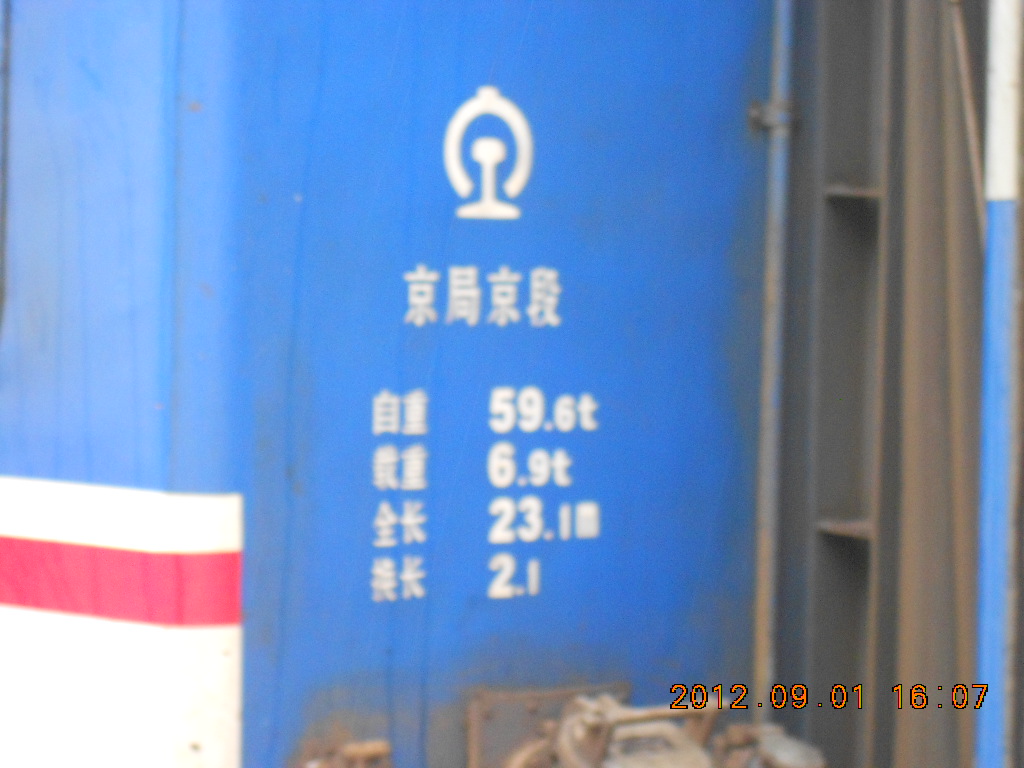 京局京段
自重 59.6t
载重 6.9t
全长 23.1m
换长 2.1
2012.09.01 16:07